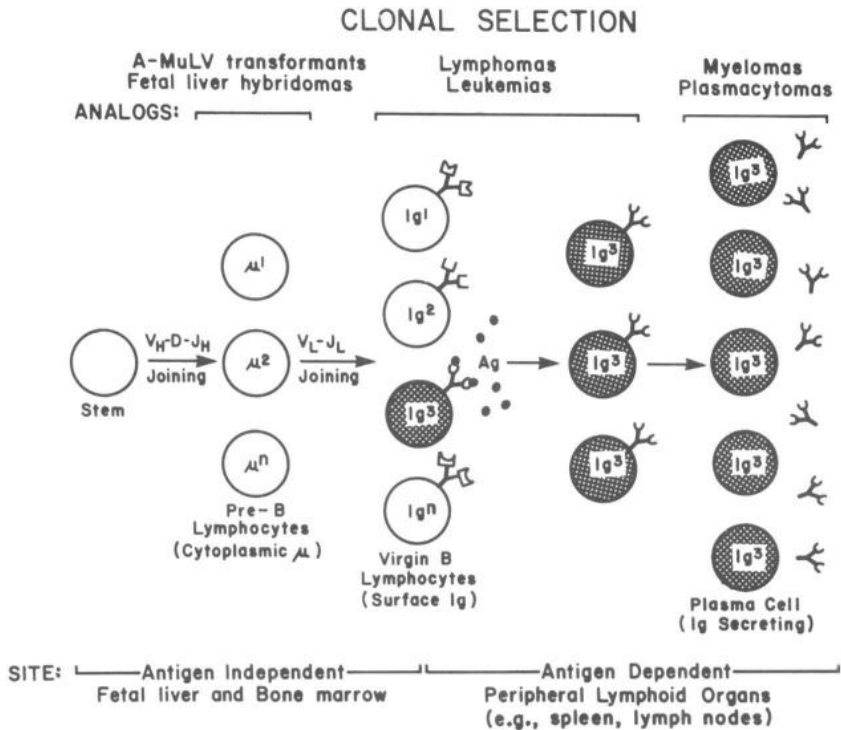 CLONAL SELECTION
A-MuLV transformants
Fetal liver hybridomas
Lymphomas
Leukemias
Myelomas
Plasmacytomas
ANALOGS:
μ1
μ2
μn
Ig1
Ig2
Ig3
Ign
Ig3
Ig3
Ig3
Ig3
Ig3
Ig3
Ig3
Ig3
VH-D-JH
Joining
VL-JL
Joining
Ag
Stem
Pre-B
Lymphocytes
(Cytoplasmic μ)
Virgin B
Lymphocytes
(Surface Ig)
Plasma Cell
(Ig Secreting)
SITE:
Antigen Independent
Fetal liver and Bone marrow
Antigen Dependent
Peripheral Lymphoid Organs
(e.g., spleen, lymph nodes)